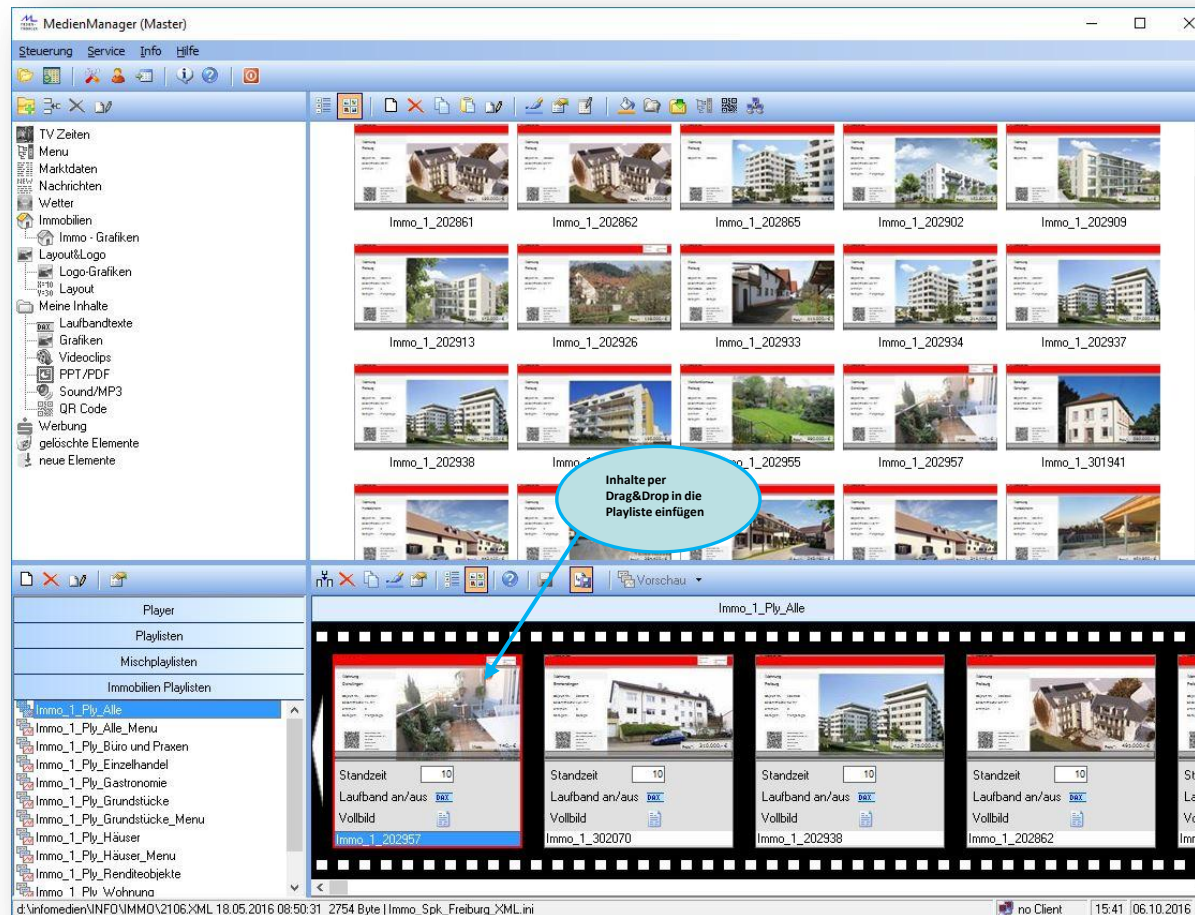 MedienManager (Master)
Steuerung Service Info Hilfe
TV Zeiten
Menu
Marktdaten
Nachrichten
Wetter
Immobilien
Immo - Grafiken
Layout&Logo
Logo-Grafiken
Layout
Meine Inhalte
Laufbandtexte
Grafiken
Videoclips
PPT/PDF
Sound/MP3
QR Code
Werbung
gelöschte Elemente
neue Elemente
Immo_1_202861 Immo_1_202862 Immo_1_202865 Immo_1_202902 Immo_1_202909
Immo_1_202913 Immo_1_202926 Immo_1_202933 Immo_1_202934 Immo_1_202937
Immo_1_202938 Immo_1_202955 Immo_1_202957 Immo_1_301941
Inhalte per
Drag&Drop in die
Playliste einfügen
Vorschau
Player
Playlisten
Mischplaylisten
Immobilien Playlisten
Immo_1_Ply_Alle
Immo_1_Ply_Alle_Menu
Immo_1_Ply_Büro und Praxen
Immo_1_Ply_Einzelhandel
Immo_1_Ply_Gastronomie
Immo_1_Ply_Grundstücke
Immo_1_Ply_Grundstücke_Menu
Immo_1_Ply_Häuser
Immo_1_Ply_Häuser_Menu
Immo_1_Ply_Renditeobjekte
Immo_1_Ply_Wohnung
Immo_1_Ply_Alle
Standzeit 10 Standzeit 10 Standzeit 10 Standzeit 10
Laufband an/aus DAX Laufband an/aus DAX Laufband an/aus DAX Laufband an/aus DAX
Vollbild Vollbild Vollbild Vollbild
Immo_1_202957 Immo_1_302070 Immo_1_202938 Immo_1_202862
d:\infomedien\INFO\IMMO\2106.XML 18.05.2016 08:50:31 2754 Byte | Immo_Spk_Freiburg_XML.ini no Client 15:41 06.10.2016